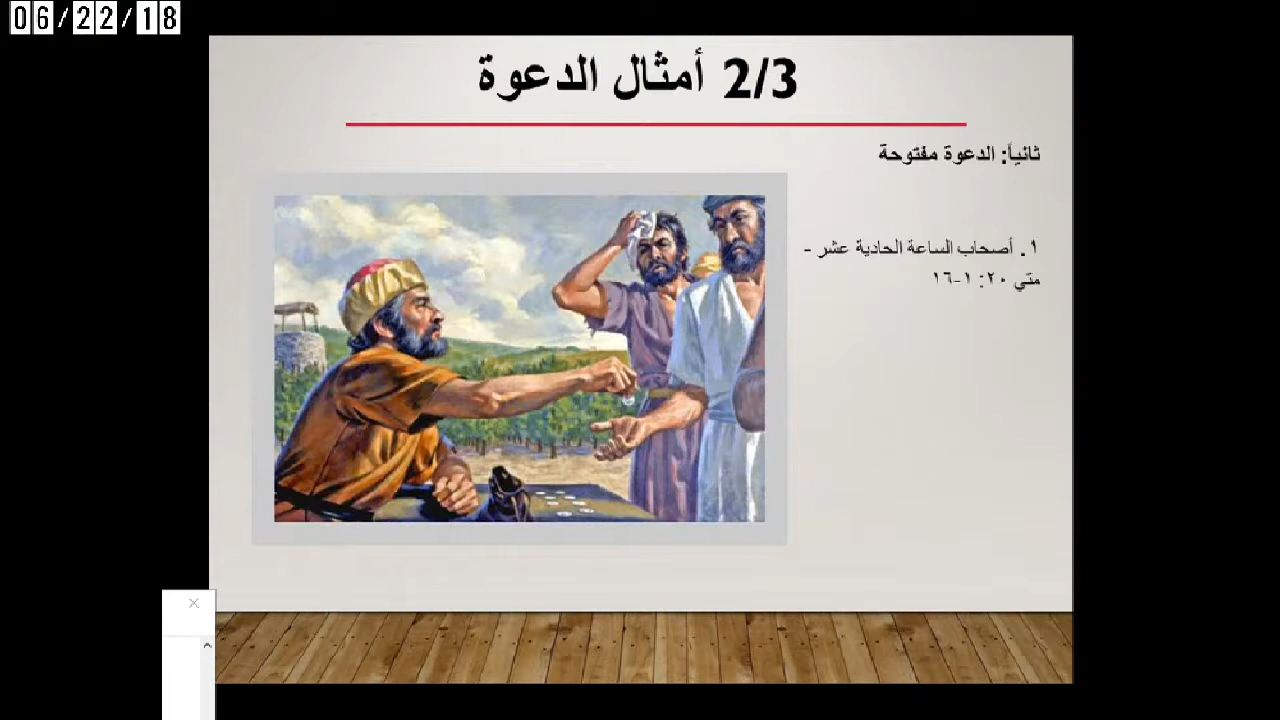 06/22/18
2/3 أمثال الدعوة
ثانياً: الدعوة مفتوحة
١. أصحاب الساعة الحادية عشر -
متي ٢٠: ١-١٦